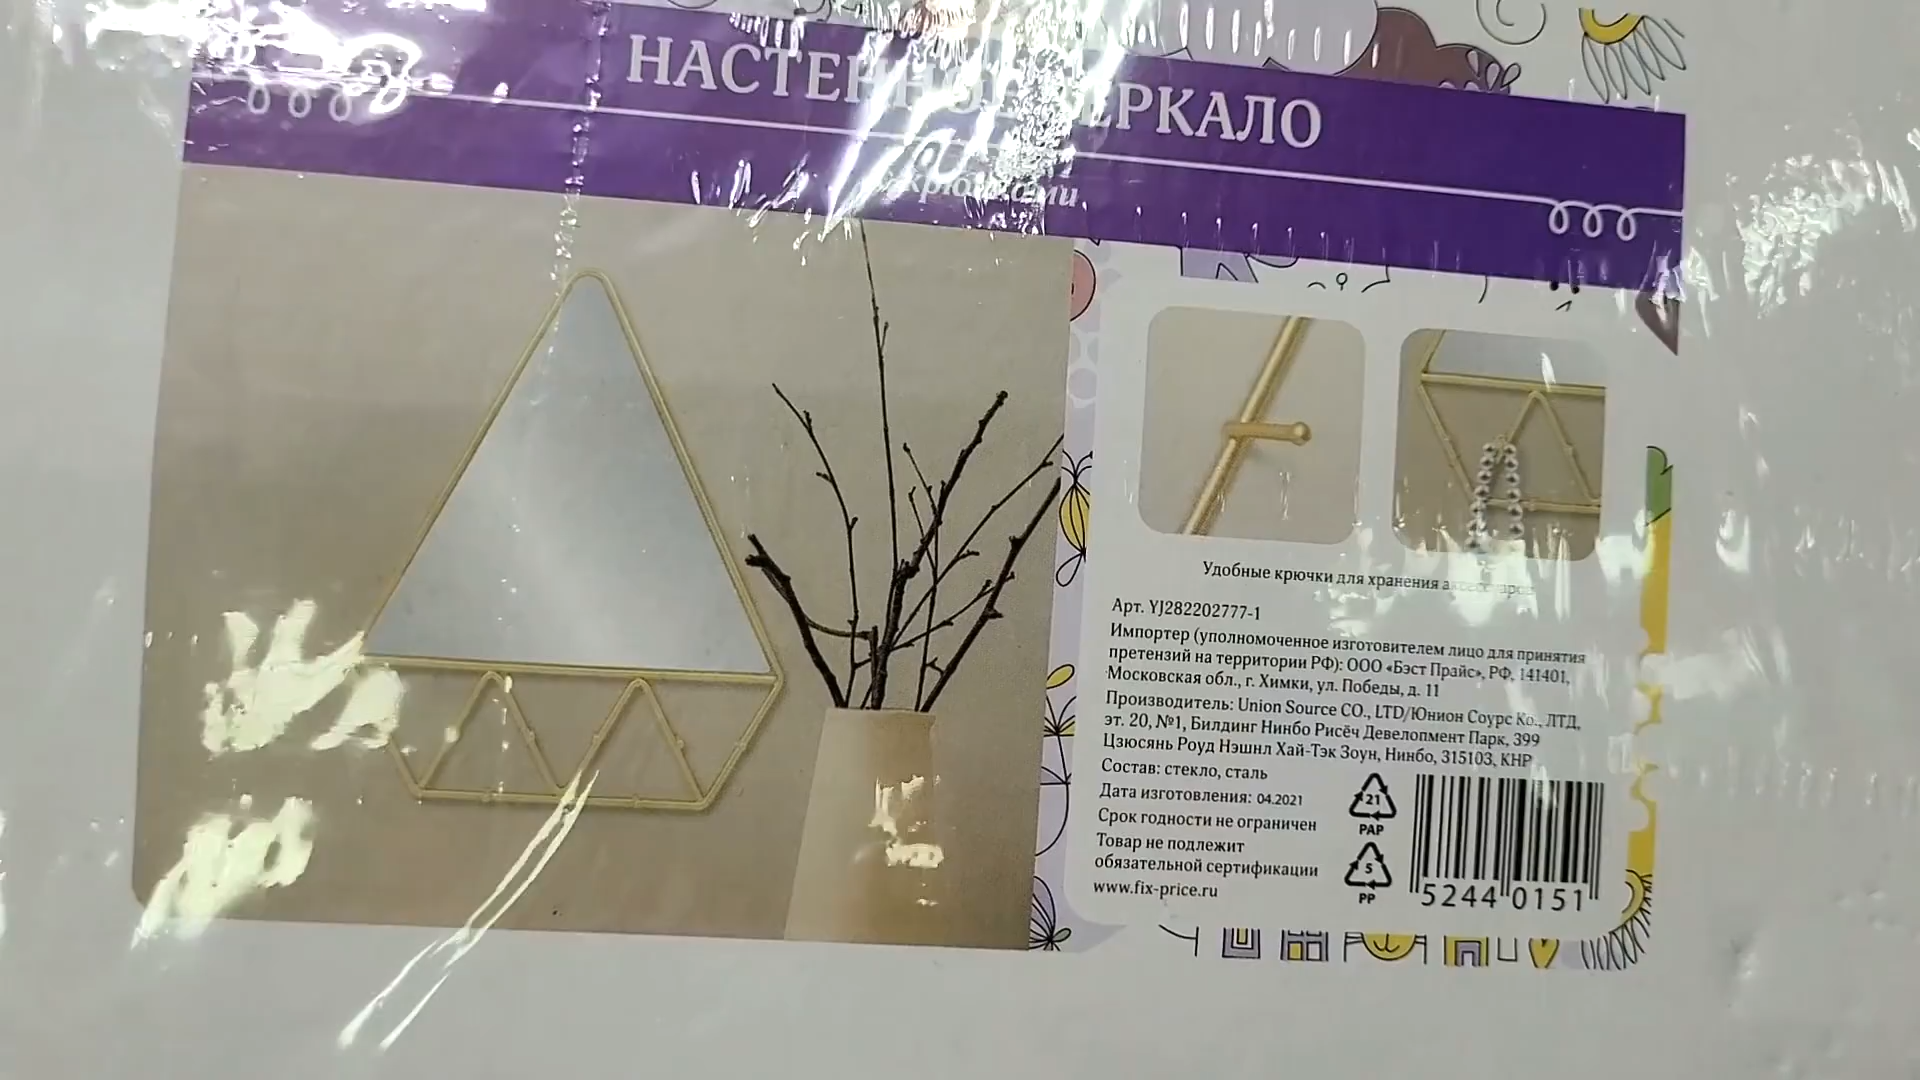 НАСТЕННОЕ ЗЕРКАЛО
с крючками
Удобные крючки для хранения аксессуаров
Арт. YJ282202777-1
Импортер (уполномоченное изготовителем лицо для принятия
претензий на территории РФ): ООО «Бэст Прайс», РФ, 141401,
Московская обл., г. Химки, ул. Победы, д. 11
Производитель: Union Source CO., LTD/Юнион Соурс Ко., ЛТД,
эт. 20, №1, Билдинг Нинбо Рисёч Девелопмент Парк, 399
Цзюсянь Роуд Нэшнл Хай-Тэк Зоун, Нинбо, 315103, КНР
Состав: стекло, сталь
Дата изготовления: 04.2021
Срок годности не ограничен
Товар не подлежит
обязательной сертификации
www.fix-price.ru
21
PAP
5
PP
5244 0151